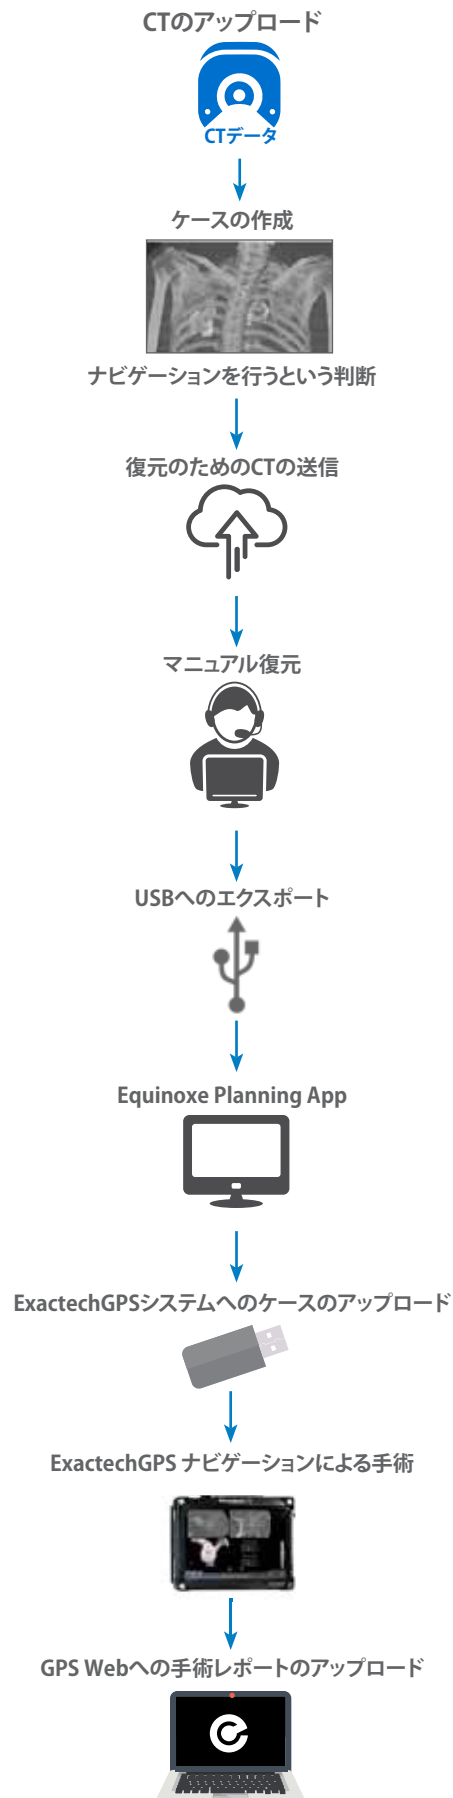 CTのアップロード
CTデータ
ケースの作成
ナビゲーションを行うという判断
復元のためのCTの送信
マニュアル復元
USBへのエクスポート
Equinoxe Planning App
ExactechGPSシステムへのケースのアップロード
ExactechGPS ナビゲーションによる手術
GPS Webへの手術レポートのアップロード